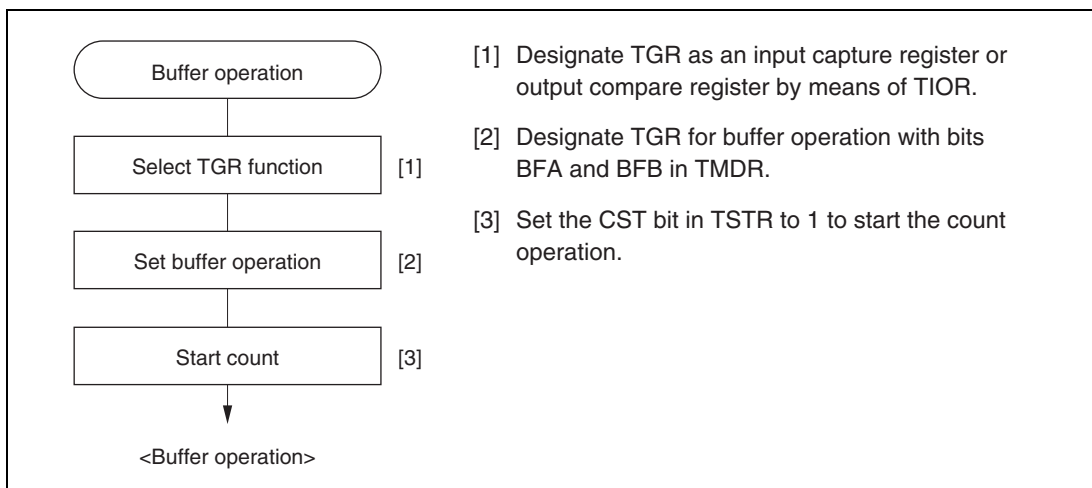 Buffer operation
Select TGR function [1]
Set buffer operation [2]
Start count [3]
<Buffer operation>
[1] Designate TGR as an input capture register or
output compare register by means of TIOR.
[2] Designate TGR for buffer operation with bits
BFA and BFB in TMDR.
[3] Set the CST bit in TSTR to 1 to start the count
operation.